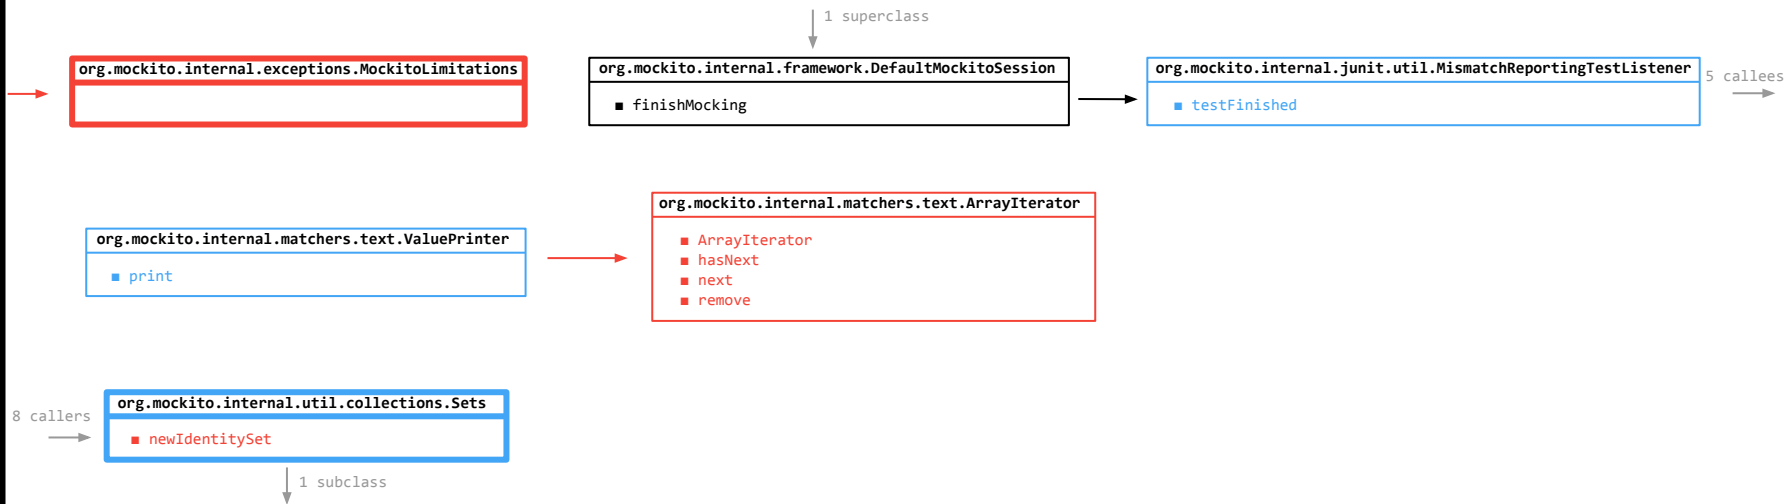 1 superclass
org.mockito.internal.exceptions.MockitoLimitations
org.mockito.internal.framework.DefaultMockitoSession
■ finishMocking
org.mockito.internal.junit.util.MismatchReportingTestListener
■ testFinished
5 callees
org.mockito.internal.matchers.text.ValuePrinter
■ print
org.mockito.internal.matchers.text.ArrayIterator
■ ArrayIterator
■ hasNext
■ next
■ remove
8 callers
org.mockito.internal.util.collections.Sets
■ newIdentitySet
1 subclass